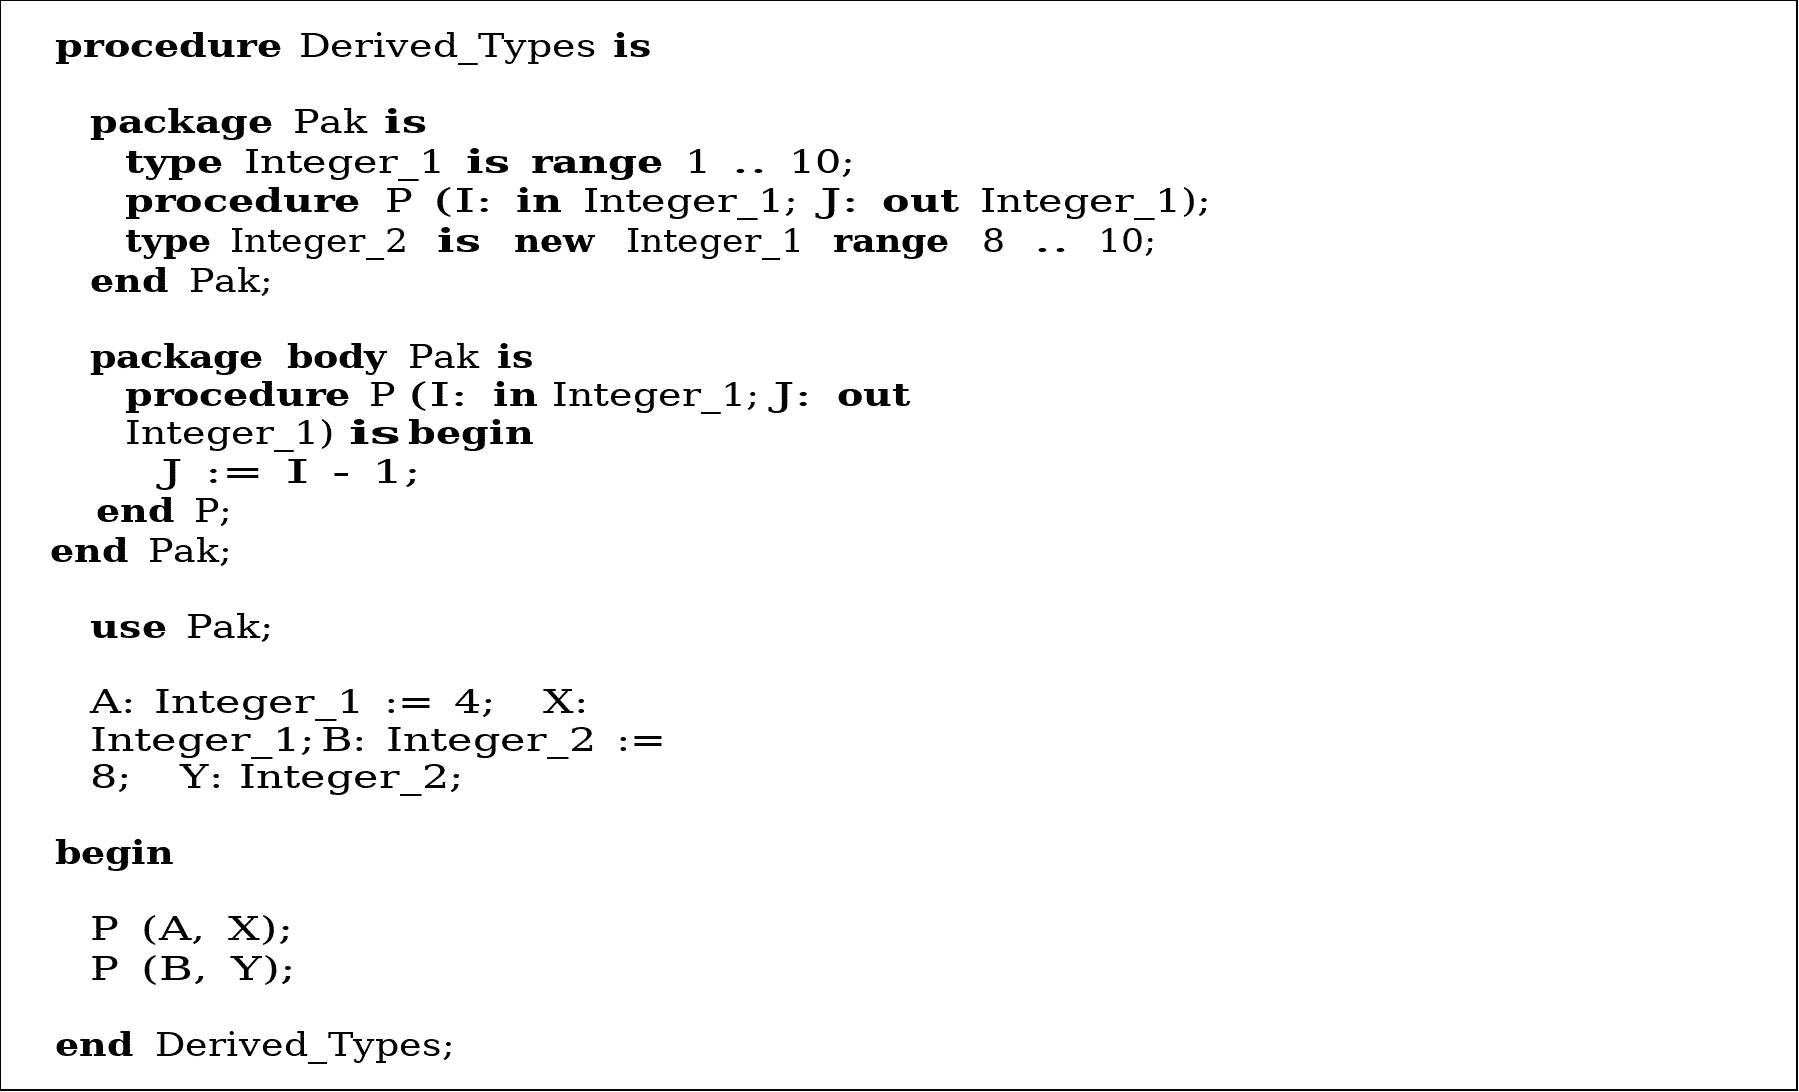 procedure Derived_Types is
package Pak is
type Integer_1 is range 1 .. 10;
procedure P (I: in Integer_1; J: out Integer_1);
type Integer_2 is new Integer_1 range 8 .. 10;
end Pak;
package body Pak is
procedure P (I: in Integer_1; J: out
Integer_1) is begin
J := I - 1;
end P;
end Pak;
use Pak;
A: Integer_1 := 4; X:
Integer_1; B: Integer_2 :=
8; Y: Integer_2;
begin
P (A, X);
P (B, Y);
end Derived_Types;